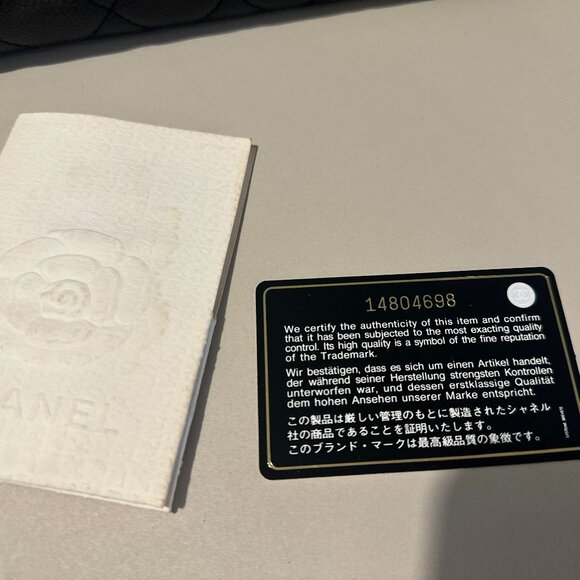 ANEL
14804698
We certify the authenticity of this item and confirm
that it has been subjected to the most exacting quality
control. Its high quality is a symbol of the fine reputation
of the Trademark.
Wir bestätigen, dass es sich um einen Artikel handelt,
der während seiner Herstellung strengsten Kontrollen
unterworfen war, und dessen erstklassige Qualität
dem hohen Ansehen unserer Marke entspricht.
この製品は厳しい管理のもとに製造されたシャネル
社の商品であることを証明いたします。
このブランド・マークは最高級品質の象徴です。